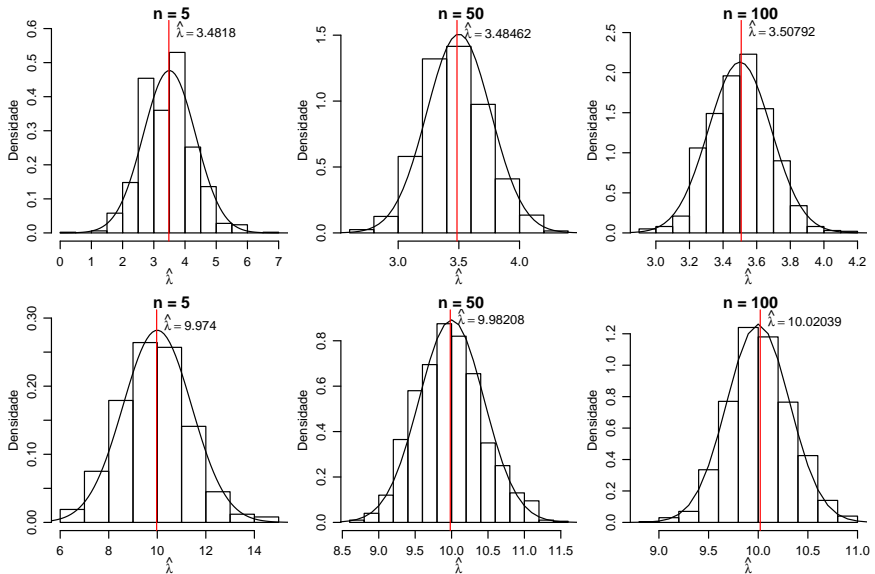 n = 5
λ̂ = 3.4818
Densidade
0.0 0.1 0.2 0.3 0.4 0.5 0.6
0 1 2 3 4 5 6 7
λ̂
n = 50
λ̂ = 3.48462
Densidade
0.0 0.5 1.0 1.5
3.0 3.5 4.0
λ̂
n = 100
λ̂ = 3.50792
Densidade
0.0 0.5 1.0 1.5 2.0 2.5
3.0 3.2 3.4 3.6 3.8 4.0 4.2
λ̂
n = 5
λ̂ = 9.974
Densidade
0.00 0.10 0.20 0.30
6 8 10 12 14
λ̂
n = 50
λ̂ = 9.98208
Densidade
0.0 0.2 0.4 0.6 0.8
8.5 9.0 9.5 10.0 10.5 11.0 11.5
λ̂
n = 100
λ̂ = 10.02039
Densidade
0.0 0.2 0.4 0.6 0.8 1.0 1.2
9.0 9.5 10.0 10.5 11.0
λ̂